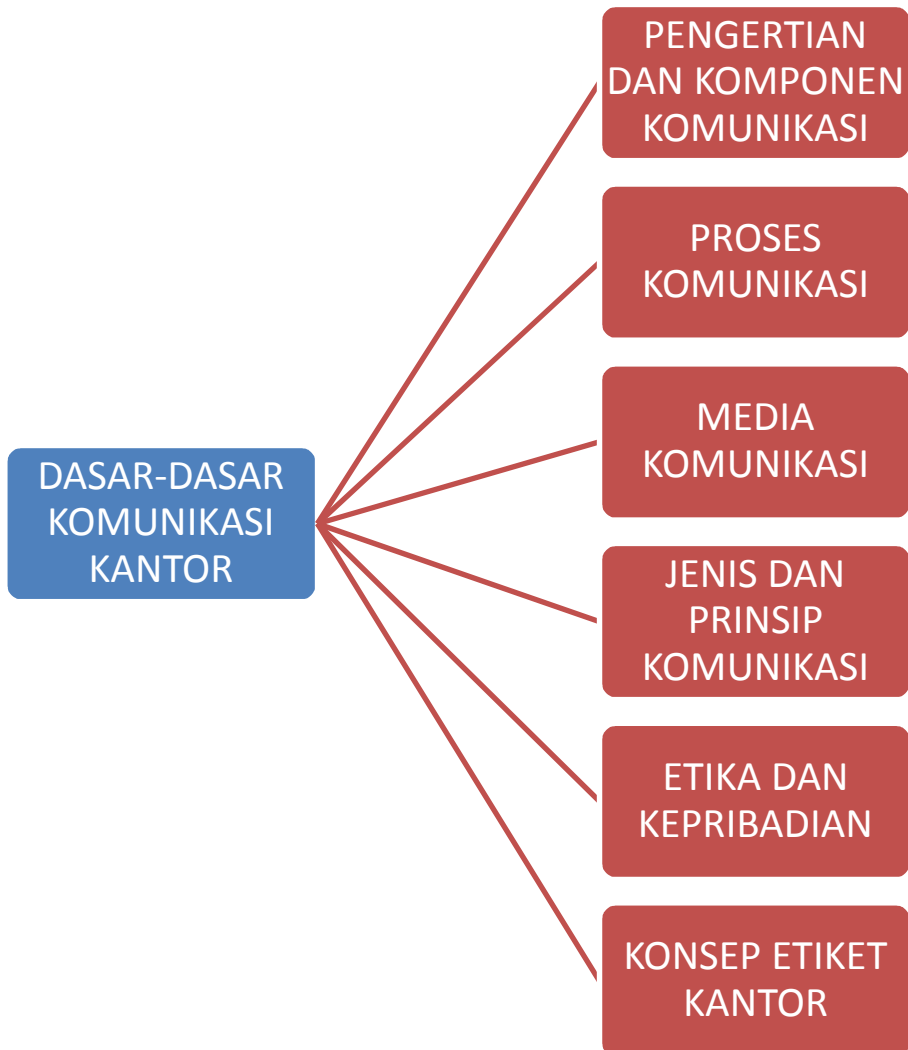 DASAR-DASAR
KOMUNIKASI
KANTOR
PENGERTIAN
DAN KOMPONEN
KOMUNIKASI
PROSES
KOMUNIKASI
MEDIA
KOMUNIKASI
JENIS DAN
PRINSIP
KOMUNIKASI
ETIKA DAN
KEPRIBADIAN
KONSEP ETIKET
KANTOR